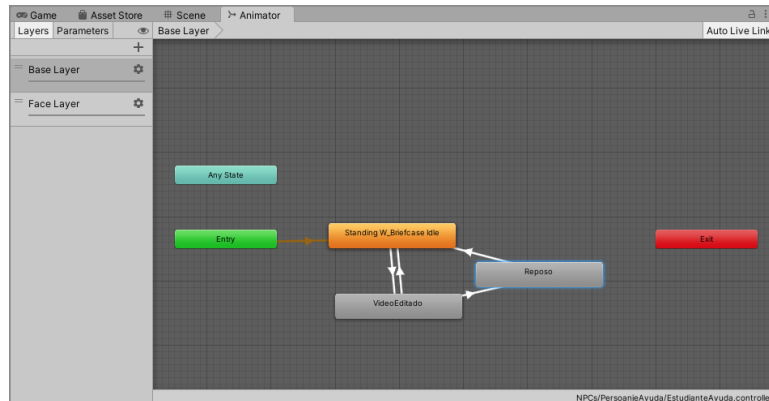 Game Asset Store Scene Animator
Layers Parameters Base Layer Auto Live Link
Base Layer
Face Layer
Any State
Entry Standing W_Briefcase Idle Exit
Reposo
VideoEditado
NPCs/PersoanjeAyuda/EstudianteAyuda.controlle